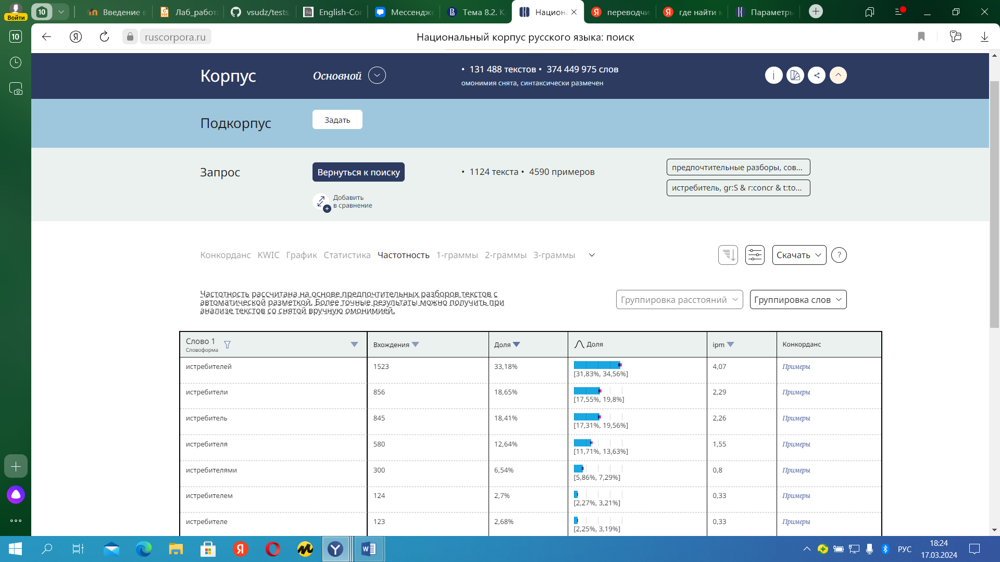 10
Введение в
Лаб_работа
vsudz/tests
English-Cor
Мессендже
Тема 8.2. К
Национа
переводчи
где найти
Параметры
Войти
10
ruscorpora.ru
Национальный корпус русского языка: поиск
Корпус
Основной
• 131 488 текстов • 374 449 975 слов
омонимия снята, синтаксически размечен
Подкорпус
Задать
Запрос
Вернуться к поиску
• 1124 текста • 4590 примеров
предпочтительные разборы, сов...
истребитель, gr:S & r:concr & t:to...
Добавить
в сравнение
Конкорданс KWIC График Статистика Частотность 1-граммы 2-граммы 3-граммы
Скачать
?
Частотность рассчитана на основе предпочтительных разборов текстов с
автоматической разметкой. Более точные результаты можно получить при
анализе текстов со снятой вручную омонимией.
Группировка расстояний
Группировка слов
Слово 1
Словоформа
Вхождения
Доля
Доля
ipm
Конкорданс
истребителей 1523 33,18% [31,83%, 34,56%] 4,07 Примеры
истребители 856 18,65% [17,55%, 19,8%] 2,29 Примеры
истребитель 845 18,41% [17,31%, 19,56%] 2,26 Примеры
истребителя 580 12,64% [11,71%, 13,63%] 1,55 Примеры
истребителями 300 6,54% [5,86%, 7,29%] 0,8 Примеры
истребителем 124 2,7% [2,27%, 3,21%] 0,33 Примеры
истребителе 123 2,68% [2,25%, 3,19%] 0,33 Примеры
РУС
18:24
17.03.2024